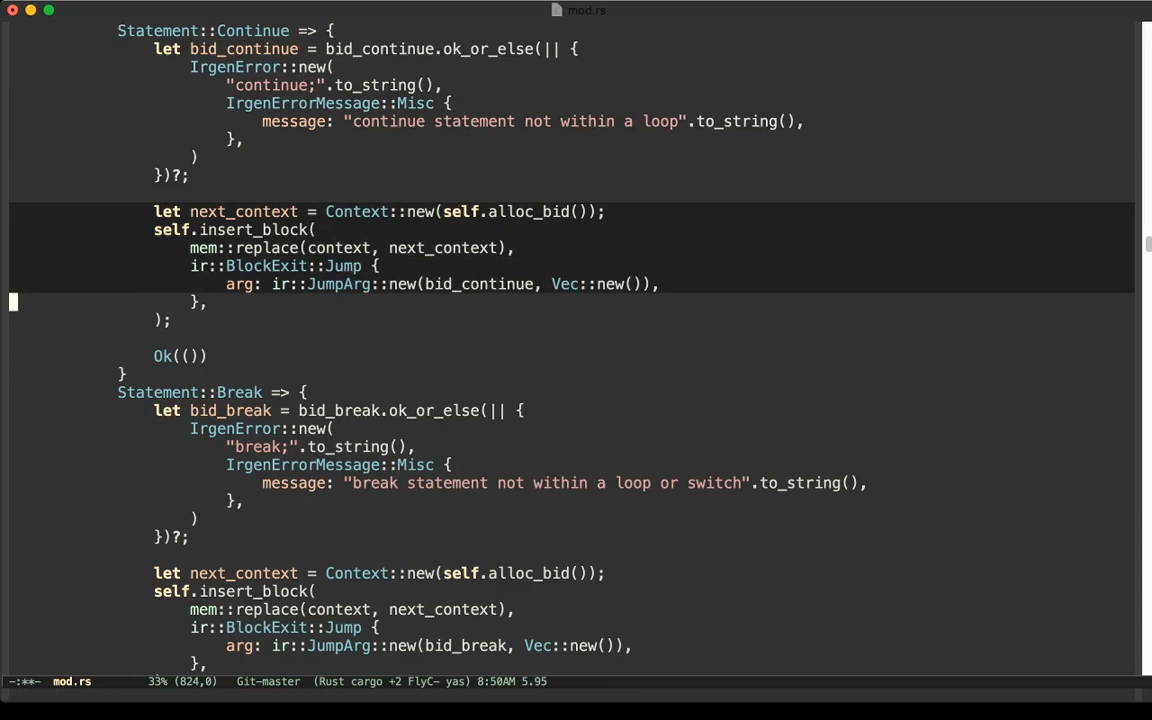 mod.rs
Statement::Continue => {
let bid_continue = bid_continue.ok_or_else(|| {
IrgenError::new(
"continue;".to_string(),
IrgenErrorMessage::Misc {
message: "continue statement not within a loop".to_string(),
},
)
})?;
let next_context = Context::new(self.alloc_bid());
self.insert_block(
mem::replace(context, next_context),
ir::BlockExit::Jump {
arg: ir::JumpArg::new(bid_continue, Vec::new()),
},
);
Ok(())
}
Statement::Break => {
let bid_break = bid_break.ok_or_else(|| {
IrgenError::new(
"break;".to_string(),
IrgenErrorMessage::Misc {
message: "break statement not within a loop or switch".to_string(),
},
)
})?;
let next_context = Context::new(self.alloc_bid());
self.insert_block(
mem::replace(context, next_context),
ir::BlockExit::Jump {
arg: ir::JumpArg::new(bid_break, Vec::new()),
},
-:**- mod.rs 33% (824,0) Git-master (Rust cargo +2 FlyC- yas) 8:50AM 5.95